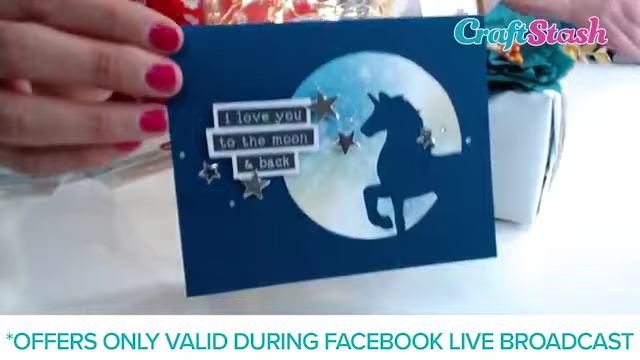 CraftStash
i love you
to the moon
& back
*OFFERS ONLY VALID DURING FACEBOOK LIVE BROADCAST